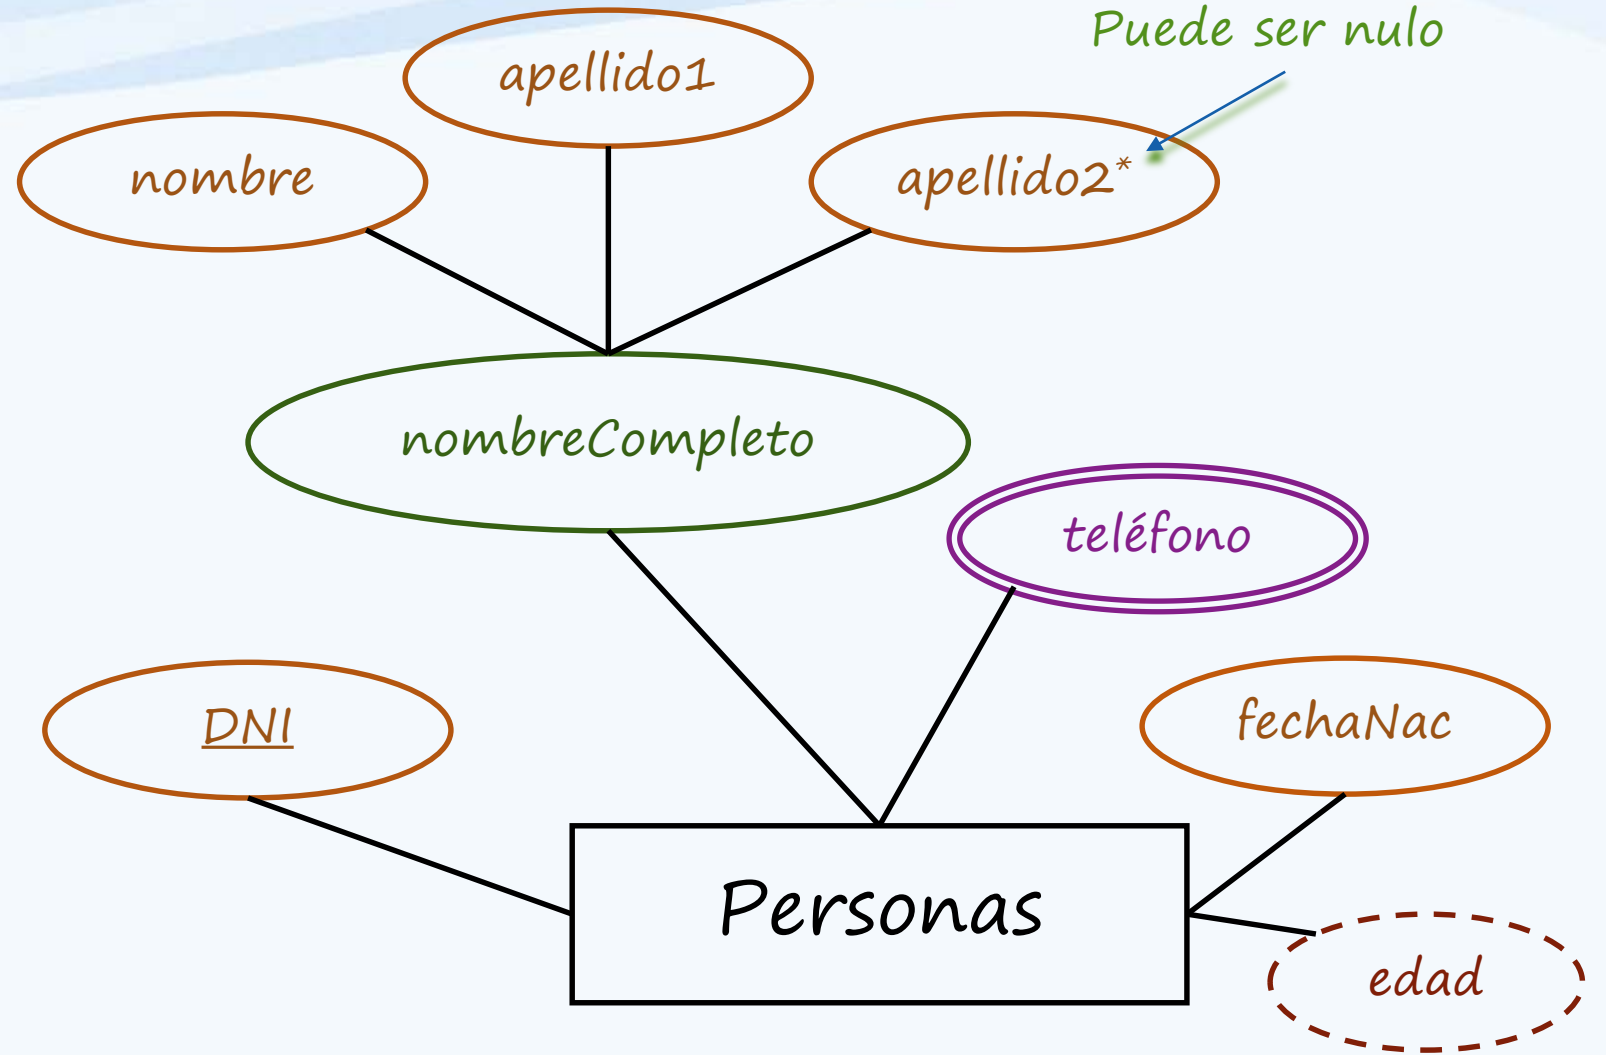 Puede ser nulo
apellido1
nombre
apellido2*
nombreCompleto
teléfono
DNI
fechaNac
Personas
edad